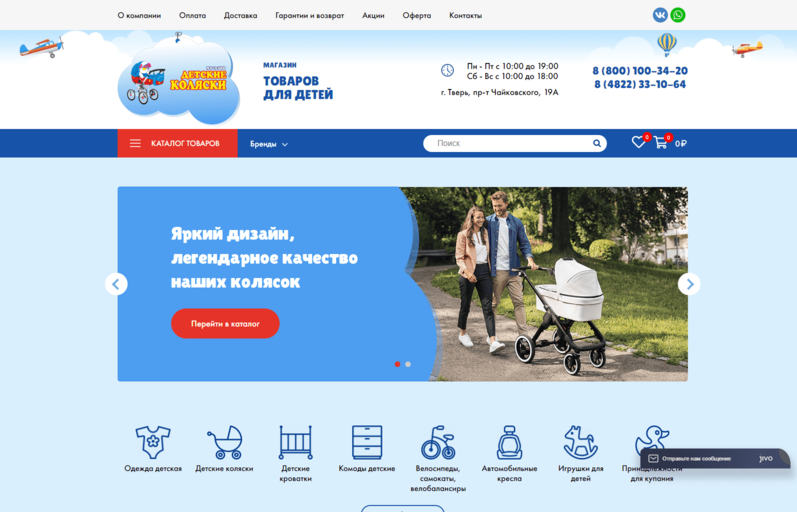 О компании
Оплата
Доставка
Гарантии и возврат
Акции
Оферта
Контакты
ДЕТСКИЕ
КОЛЯСКИ
МАГАЗИН
ТОВАРОВ
ДЛЯ ДЕТЕЙ
Пн - Пт с 10:00 до 19:00
Сб - Вс с 10:00 до 18:00
г. Тверь, пр-т Чайковского, 19А
8 (800) 100-34-20
8 (4822) 33-10-64
КАТАЛОГ ТОВАРОВ
Бренды
Поиск
0
0
0 ₽
Яркий дизайн,
легендарное качество
наших колясок
Перейти в каталог
Одежда детская
Детские коляски
Детские
кроватки
Комоды детские
Велосипеды,
самокаты,
велобалансиры
Автомобильные
кресла
Игрушки для
детей
Принадлежности
для купания
Отправьте нам сообщение
jivo